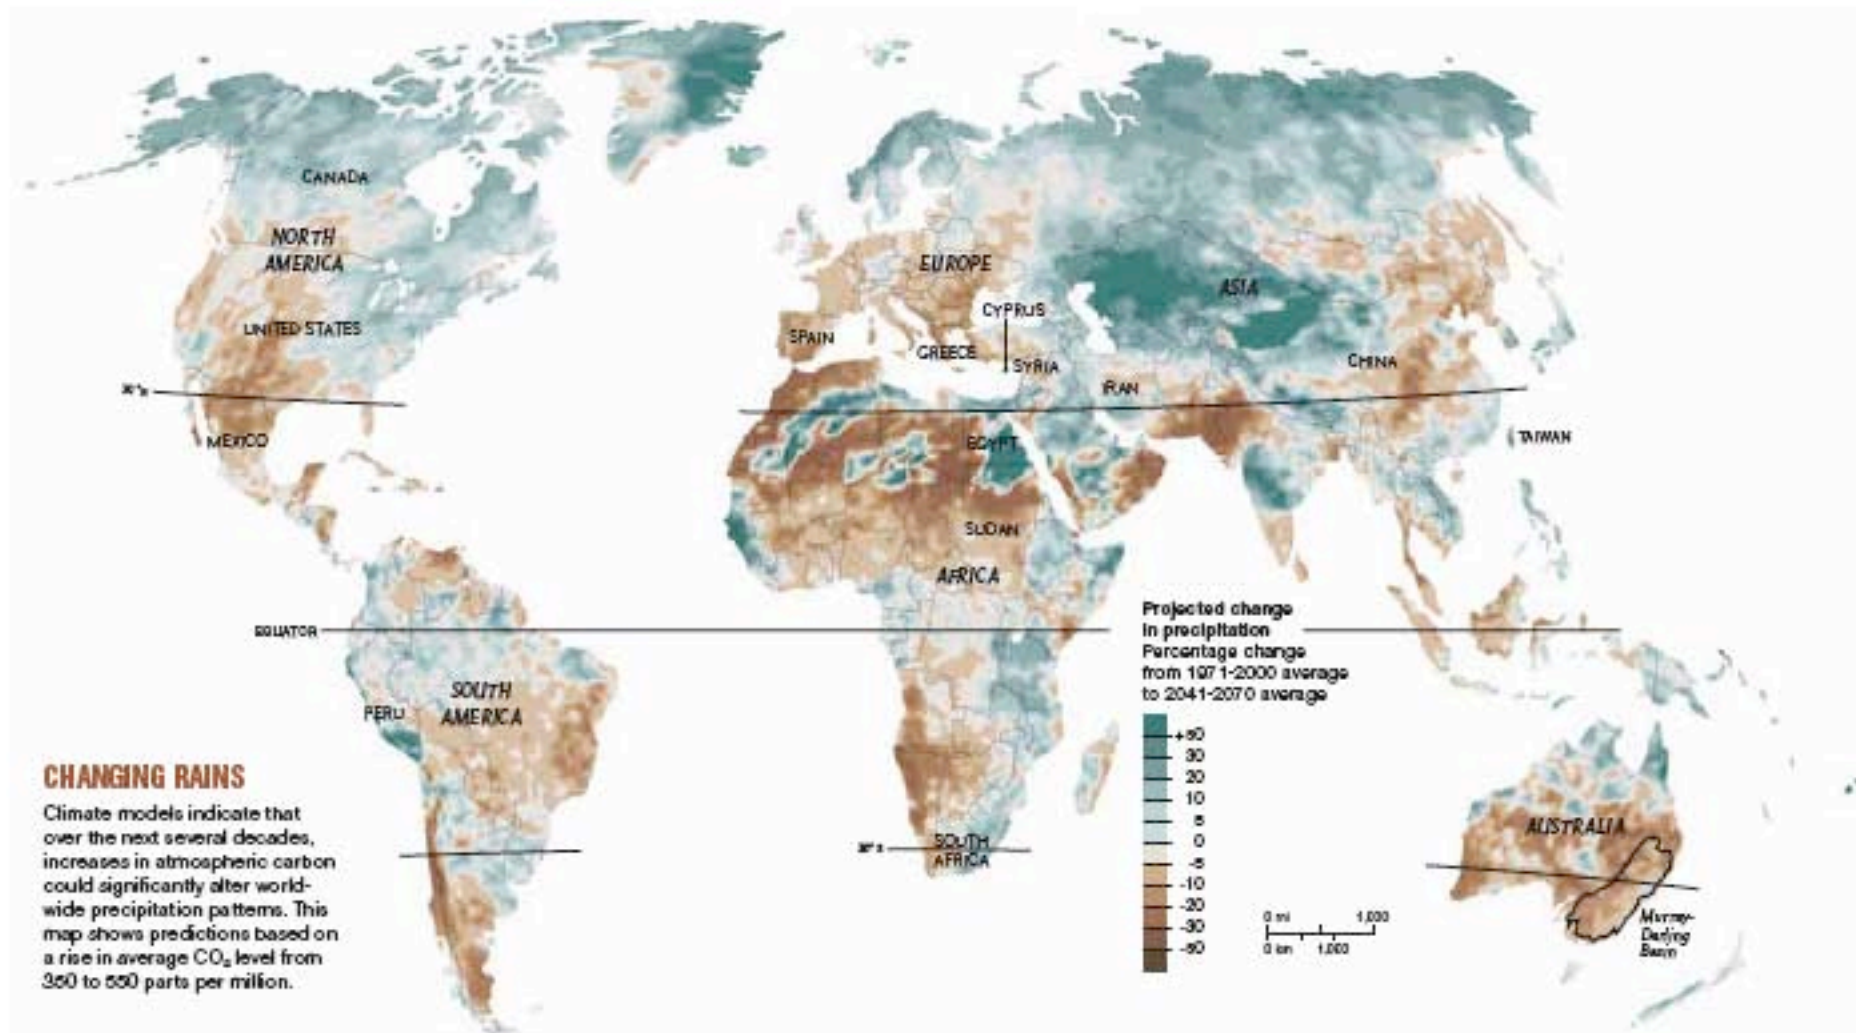 CANADA
NORTH
AMERICA
UNITED STATES
MEXICO
EUROPE
CYPRUS
ASIA
SPAIN
GREECE
SYRIA
IRAN
CHINA
TAIWAN
EGYPT
SUDAN
AFRICA
EQUATOR
SOUTH
AMERICA
PERU
SOUTH
AFRICA
AUSTRALIA
Murray-
Darling
Basin
Projected change
in precipitation
Percentage change
from 1971-2000 average
to 2041-2070 average
30
20
10
5
0
-5
-10
-20
-30
0 mi 1,000
0 km 1,000
CHANGING RAINS
Climate models indicate that
over the next several decades,
increases in atmospheric carbon
could significantly alter world-
wide precipitation patterns. This
map shows predictions based on
a rise in average CO₂ level from
350 to 550 parts per million.